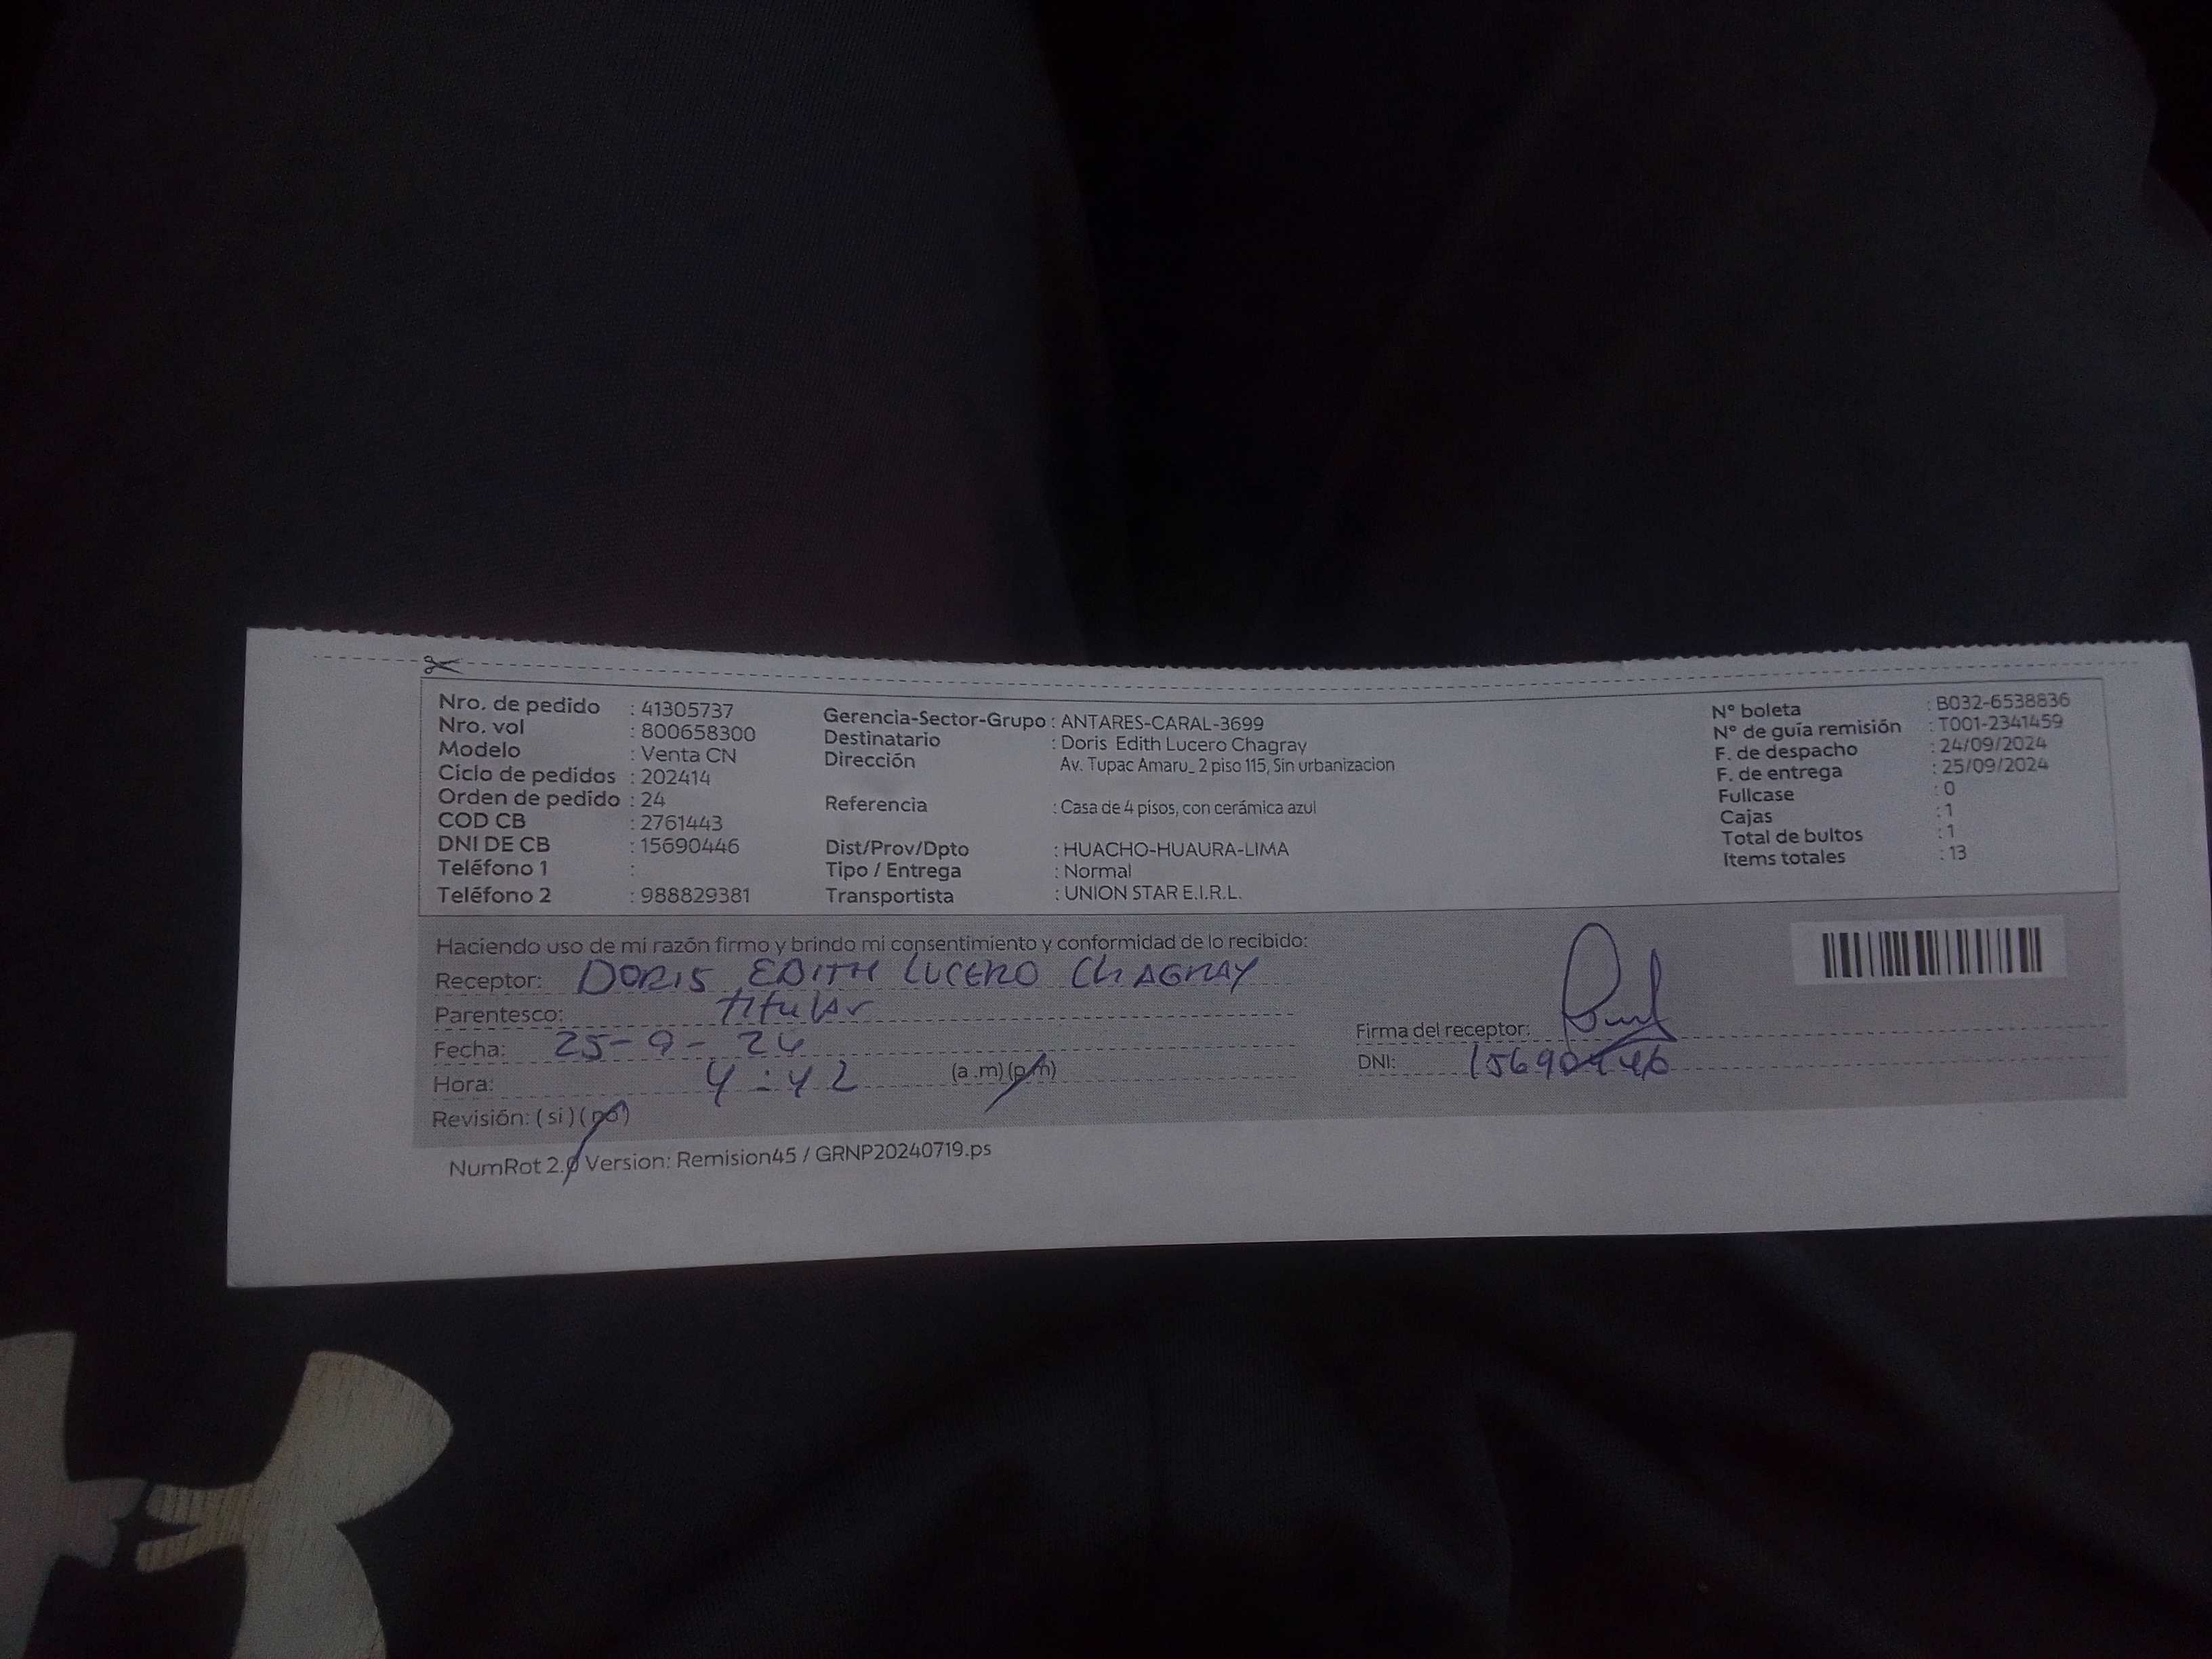 Nro. de pedido : 41305737
Nro. vol : 800658300
Modelo : Venta CN
Ciclo de pedidos : 202414
Orden de pedido : 24
COD CB : 2761443
DNI DE CB : 15690446
Teléfono 1 :
Teléfono 2 : 988829381
Gerencia-Sector-Grupo : ANTARES-CARAL-3699
Destinatario : Doris Edith Lucero Chagray
Dirección Av. Tupac Amaru_ 2 piso 115, Sin urbanizacion
Referencia : Casa de 4 pisos, con cerámica azul
Dist/Prov/Dpto : HUACHO-HUAURA-LIMA
Tipo / Entrega : Normal
Transportista : UNION STAR E.I.R.L.
N° boleta : B032-6538836
N° de guía remisión : T001-2341459
F. de despacho : 24/09/2024
F. de entrega : 25/09/2024
Fullcase : 0
Cajas : 1
Total de bultos : 1
Items totales : 13
Haciendo uso de mi razón firmo y brindo mi consentimiento y conformidad de lo recibido:
Receptor: DORIS EDITH LUCERO ChAGRAY
Parentesco: titular
Fecha: 25-9-24
Hora: 4:42 (a .m) (p.m)
Revisión: ( si ) ( no )
Firma del receptor:
DNI: 15690446
NumRot 2.0 Version: Remision45 / GRNP20240719.ps